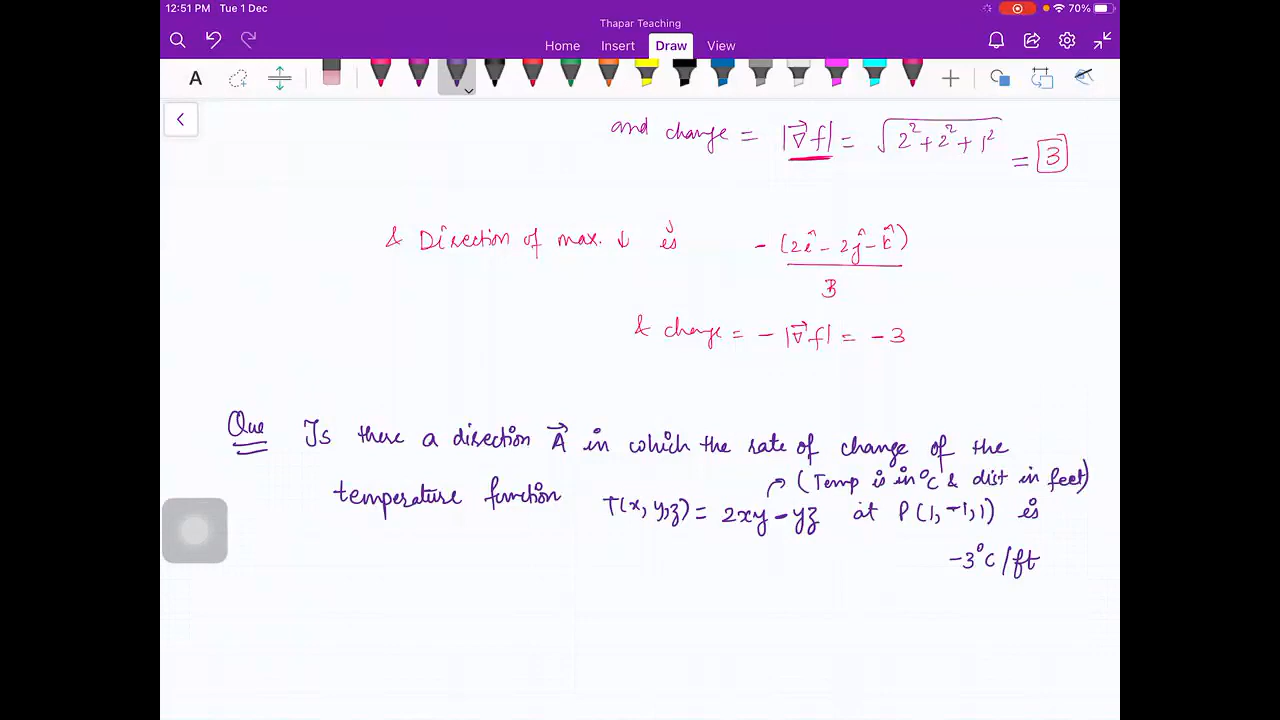 12:51 PM Tue 1 Dec
70%
Thapar Teaching
Home Insert Draw View
A
and change = |∇⃗f| = √(2² + 2² + 1²)
= 3
& Direction of max. ↓ is - (2î - 2ĵ - k̂)
3
& change = - |∇⃗f| = -3
Que Is there a direction A⃗ in which the rate of change of the
(Temp is in °C & dist in feet)
temperature function T(x, y, z) = 2xy - yz at P(1, -1, 1) is
-3°C/ft